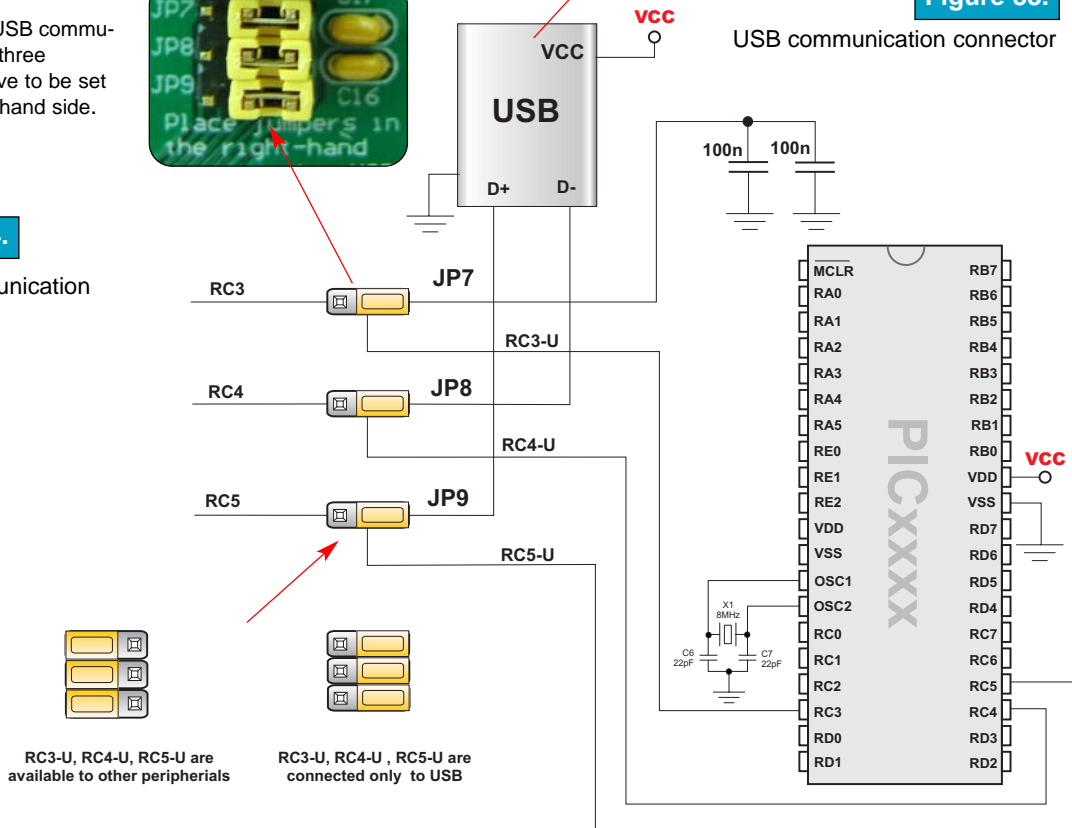 USB commu-
three
ve to be set
hand side.
JP7
JP8
JP9
C16
Place jumpers in
the right-hand
unication
USB
VCC
D+
D-
VCC
USB communication connector
100n
100n
RC3
JP7
RC3-U
RC4
JP8
RC4-U
RC5
JP9
RC5-U
PICxxxx
MCLR
RA0
RA1
RA2
RA3
RA4
RA5
RE0
RE1
RE2
VDD
VSS
OSC1
OSC2
RC0
RC1
RC2
RC3
RD0
RD1
RB7
RB6
RB5
RB4
RB3
RB2
RB1
RB0
VDD
VSS
RD7
RD6
RD5
RD4
RC7
RC6
RC5
RC4
RD3
RD2
VCC
X1
8MHz
C6
22pF
C7
22pF
RC3-U, RC4-U, RC5-U are
available to other peripherials
RC3-U, RC4-U , RC5-U are
connected only to USB